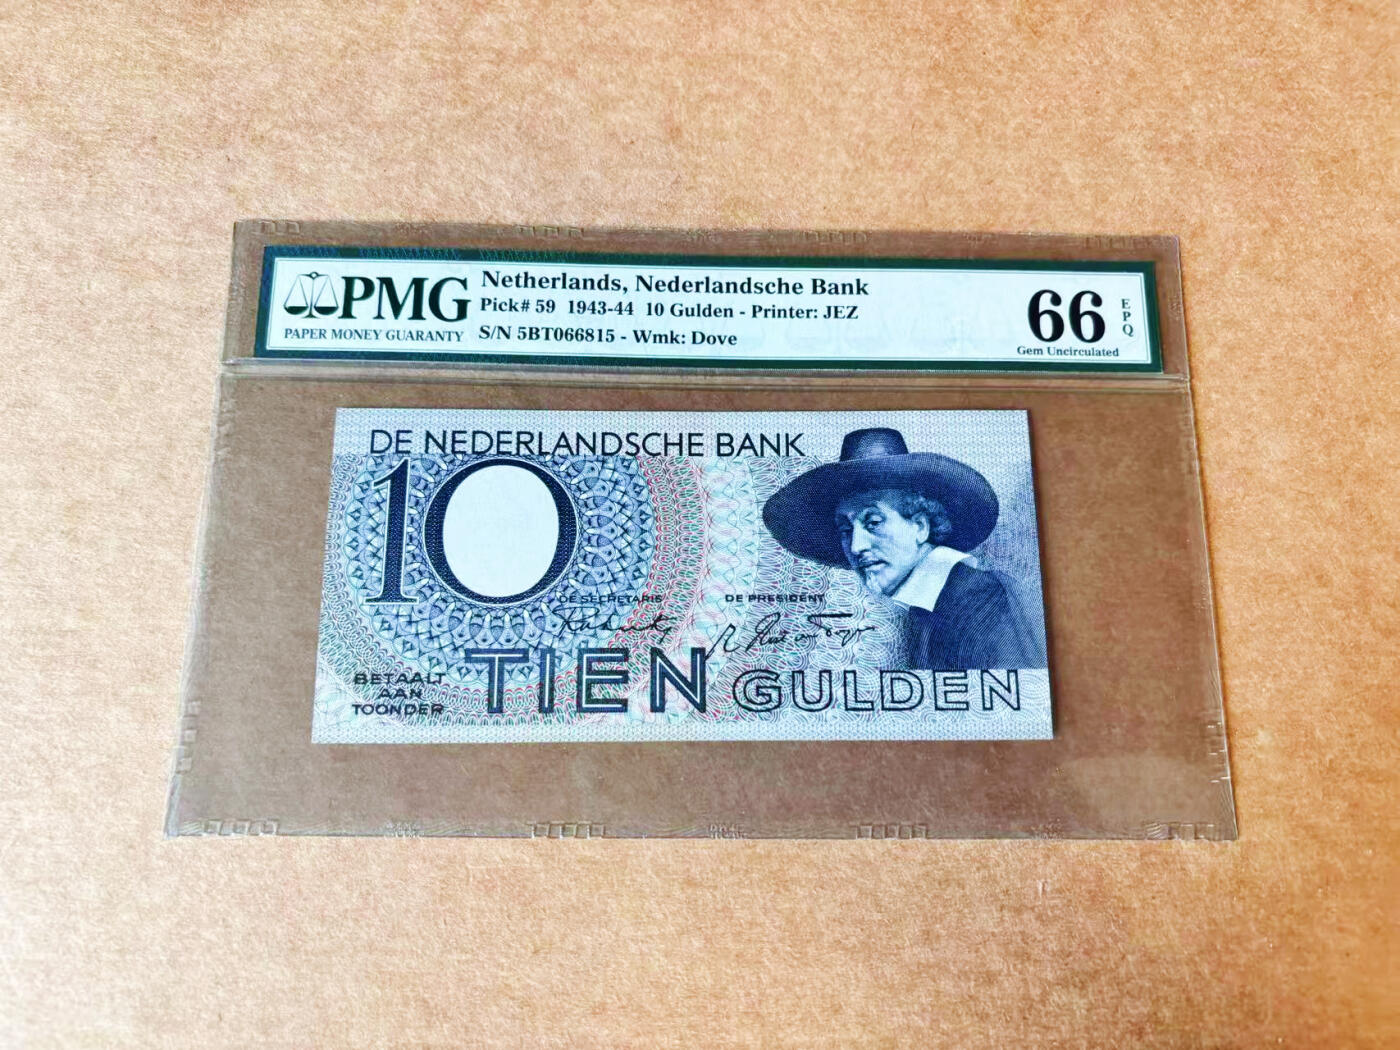 PMG
PAPER MONEY GUARANTY
Netherlands, Nederlandsche Bank
Pick# 59 1943-44 10 Gulden - Printer: JEZ
S/N 5BT066815 - Wmk: Dove
66
EPQ
Gem Uncirculated
DE NEDERLANDSCHE BANK
10
DE SECRETARIS
DE PRESIDENT
BETAALT
AAN
TOONDER
TIEN GULDEN